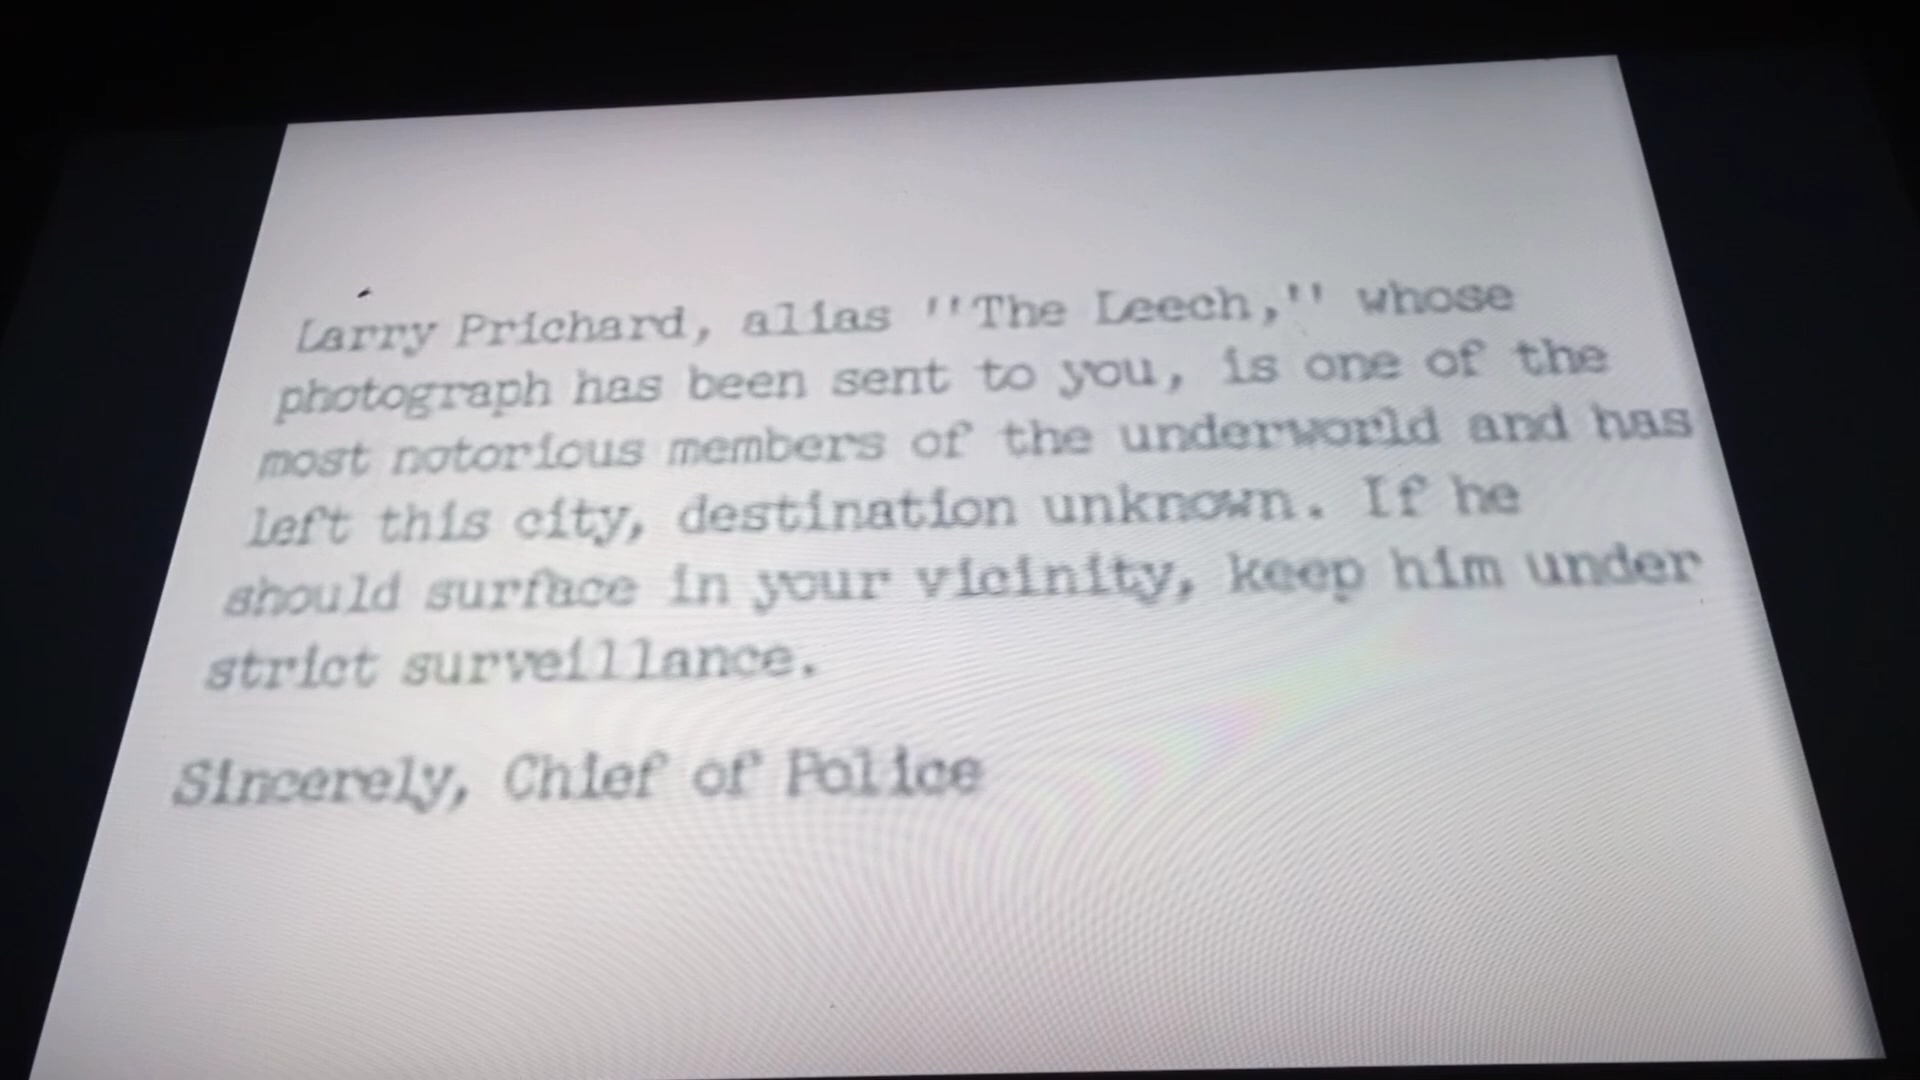 Larry Prichard, alias ''The Leech,'' whose
photograph has been sent to you, is one of the
most notorious members of the underworld and has
left this city, destination unknown. If he
should surface in your vicinity, keep him under
strict surveillance.
Sincerely, Chief of Police